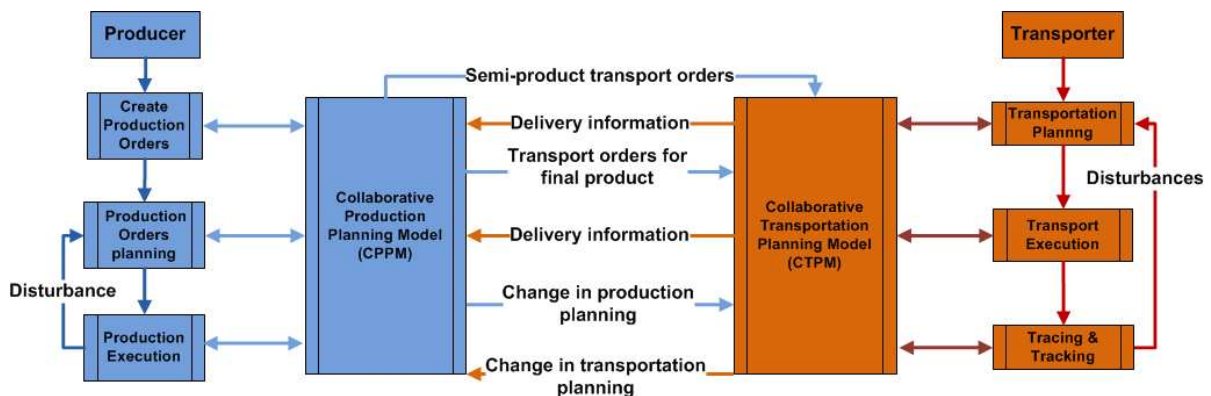 Producer
Transporter
Semi-product transport orders
Create
Production
Orders
Delivery information
Transportation
Plannng
Transport orders for
final product
Disturbances
Collaborative
Production
Planning Model
(CPPM)
Collaborative
Transportation
Planning Model
(CTPM)
Production
Orders
planning
Delivery information
Transport
Execution
Disturbance
Change in production
planning
Production
Execution
Tracing &
Tracking
Change in transportation
planning